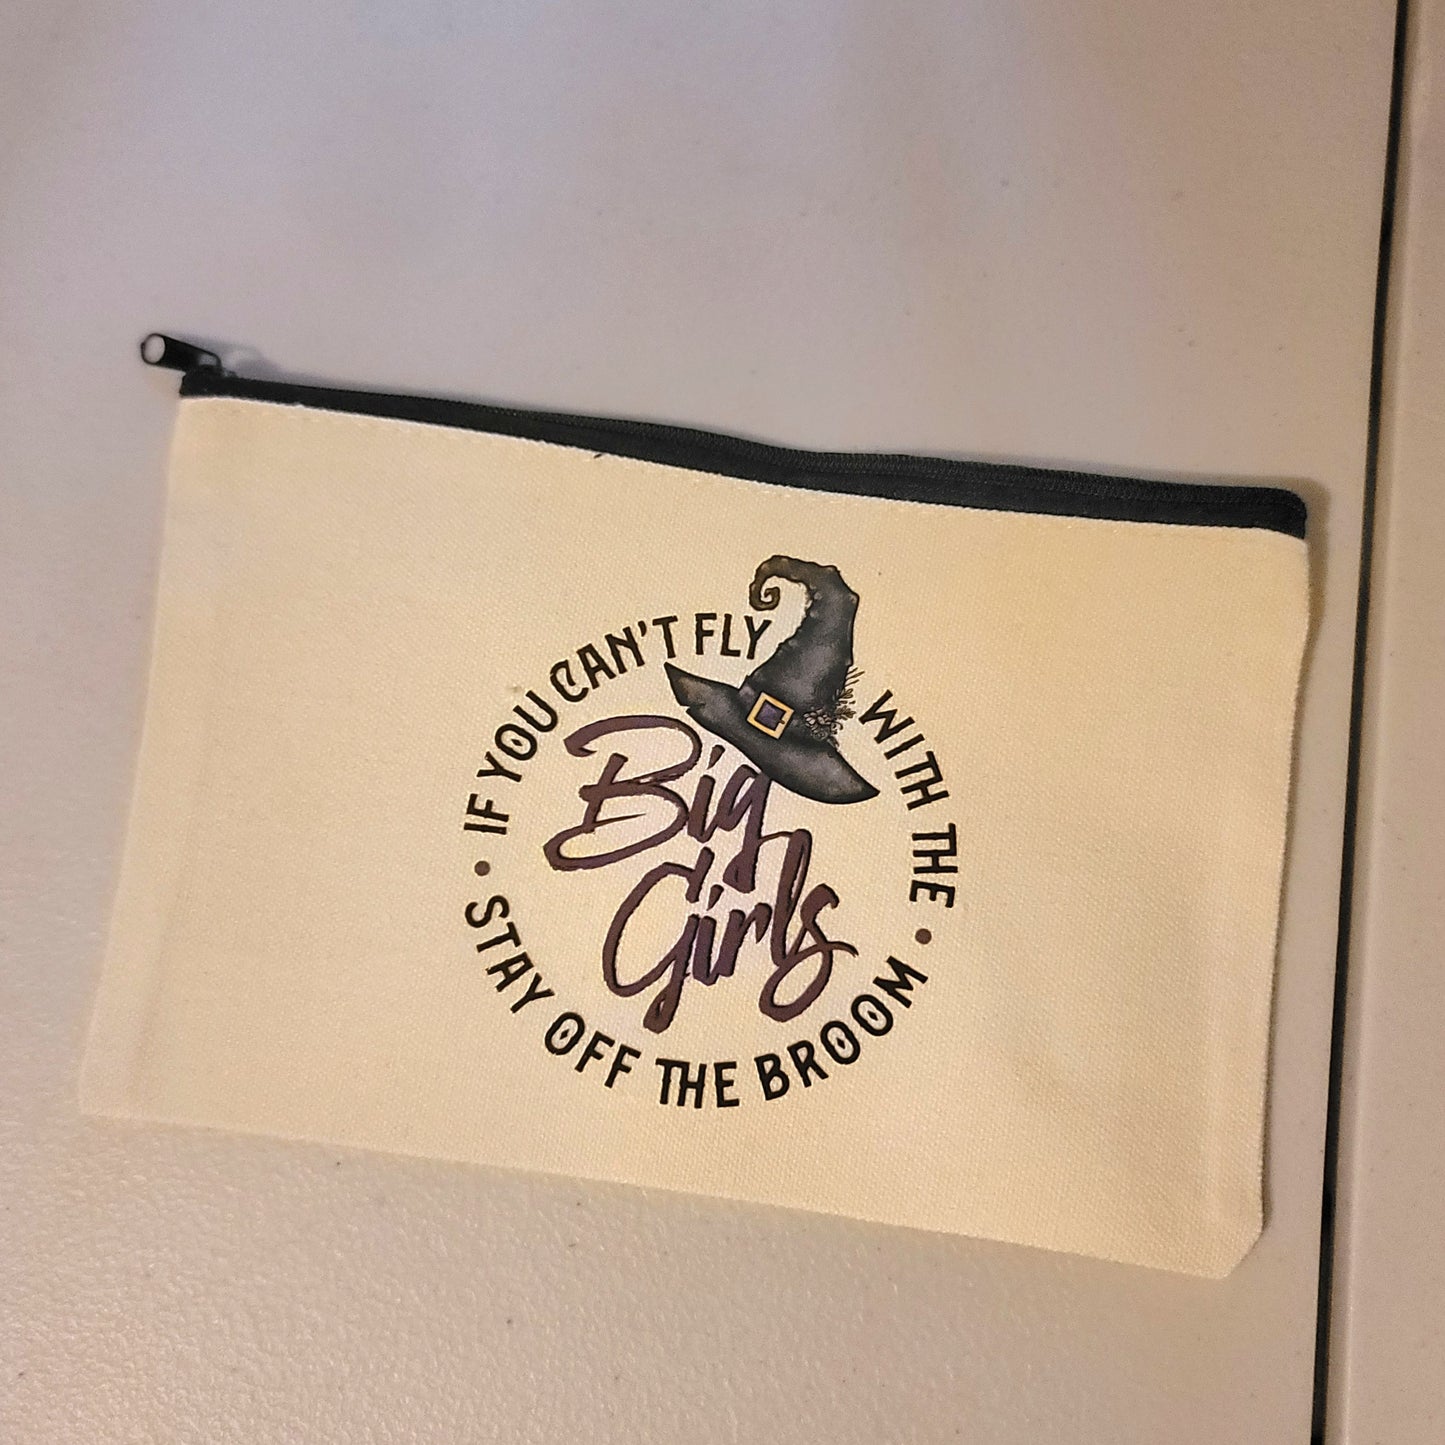 IF YOU CAN'T FLY WITH THE
Big
Girls
STAY OFF THE BROOM